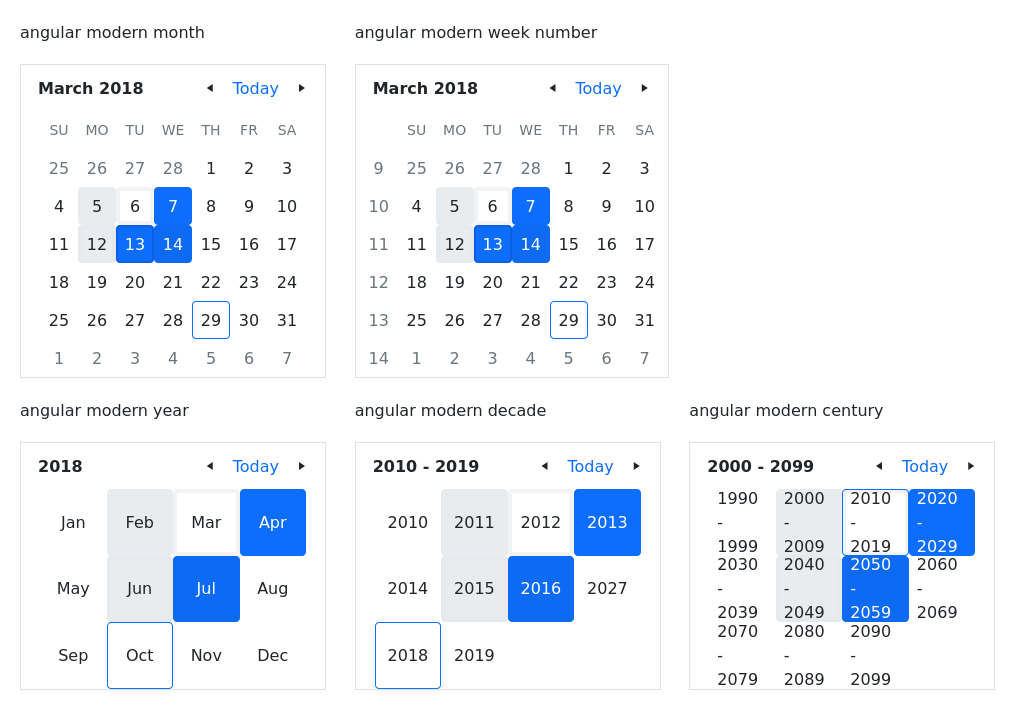 angular modern month
March 2018 ◄ Today ►
SU MO TU WE TH FR SA
25 26 27 28 1 2 3
4 5 6 7 8 9 10
11 12 13 14 15 16 17
18 19 20 21 22 23 24
25 26 27 28 29 30 31
1 2 3 4 5 6 7
angular modern week number
March 2018 ◄ Today ►
SU MO TU WE TH FR SA
9 25 26 27 28 1 2 3
10 4 5 6 7 8 9 10
11 11 12 13 14 15 16 17
12 18 19 20 21 22 23 24
13 25 26 27 28 29 30 31
14 1 2 3 4 5 6 7
angular modern year
2018 ◄ Today ►
Jan Feb Mar Apr
May Jun Jul Aug
Sep Oct Nov Dec
angular modern decade
2010 - 2019 ◄ Today ►
2010 2011 2012 2013
2014 2015 2016 2027
2018 2019
angular modern century
2000 - 2099 ◄ Today ►
1990 2000 2010 2020
- - - -
1999 2009 2019 2029
2030 2040 2050 2060
- - - -
2039 2049 2059 2069
2070 2080 2090
- - -
2079 2089 2099